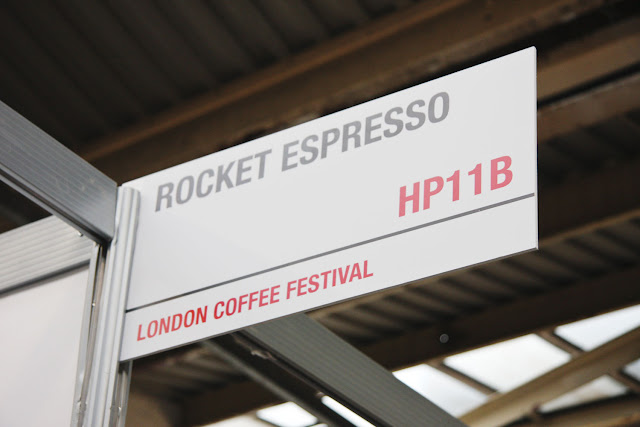 ROCKET ESPRESSO
HP11B
LONDON COFFEE FESTIVAL